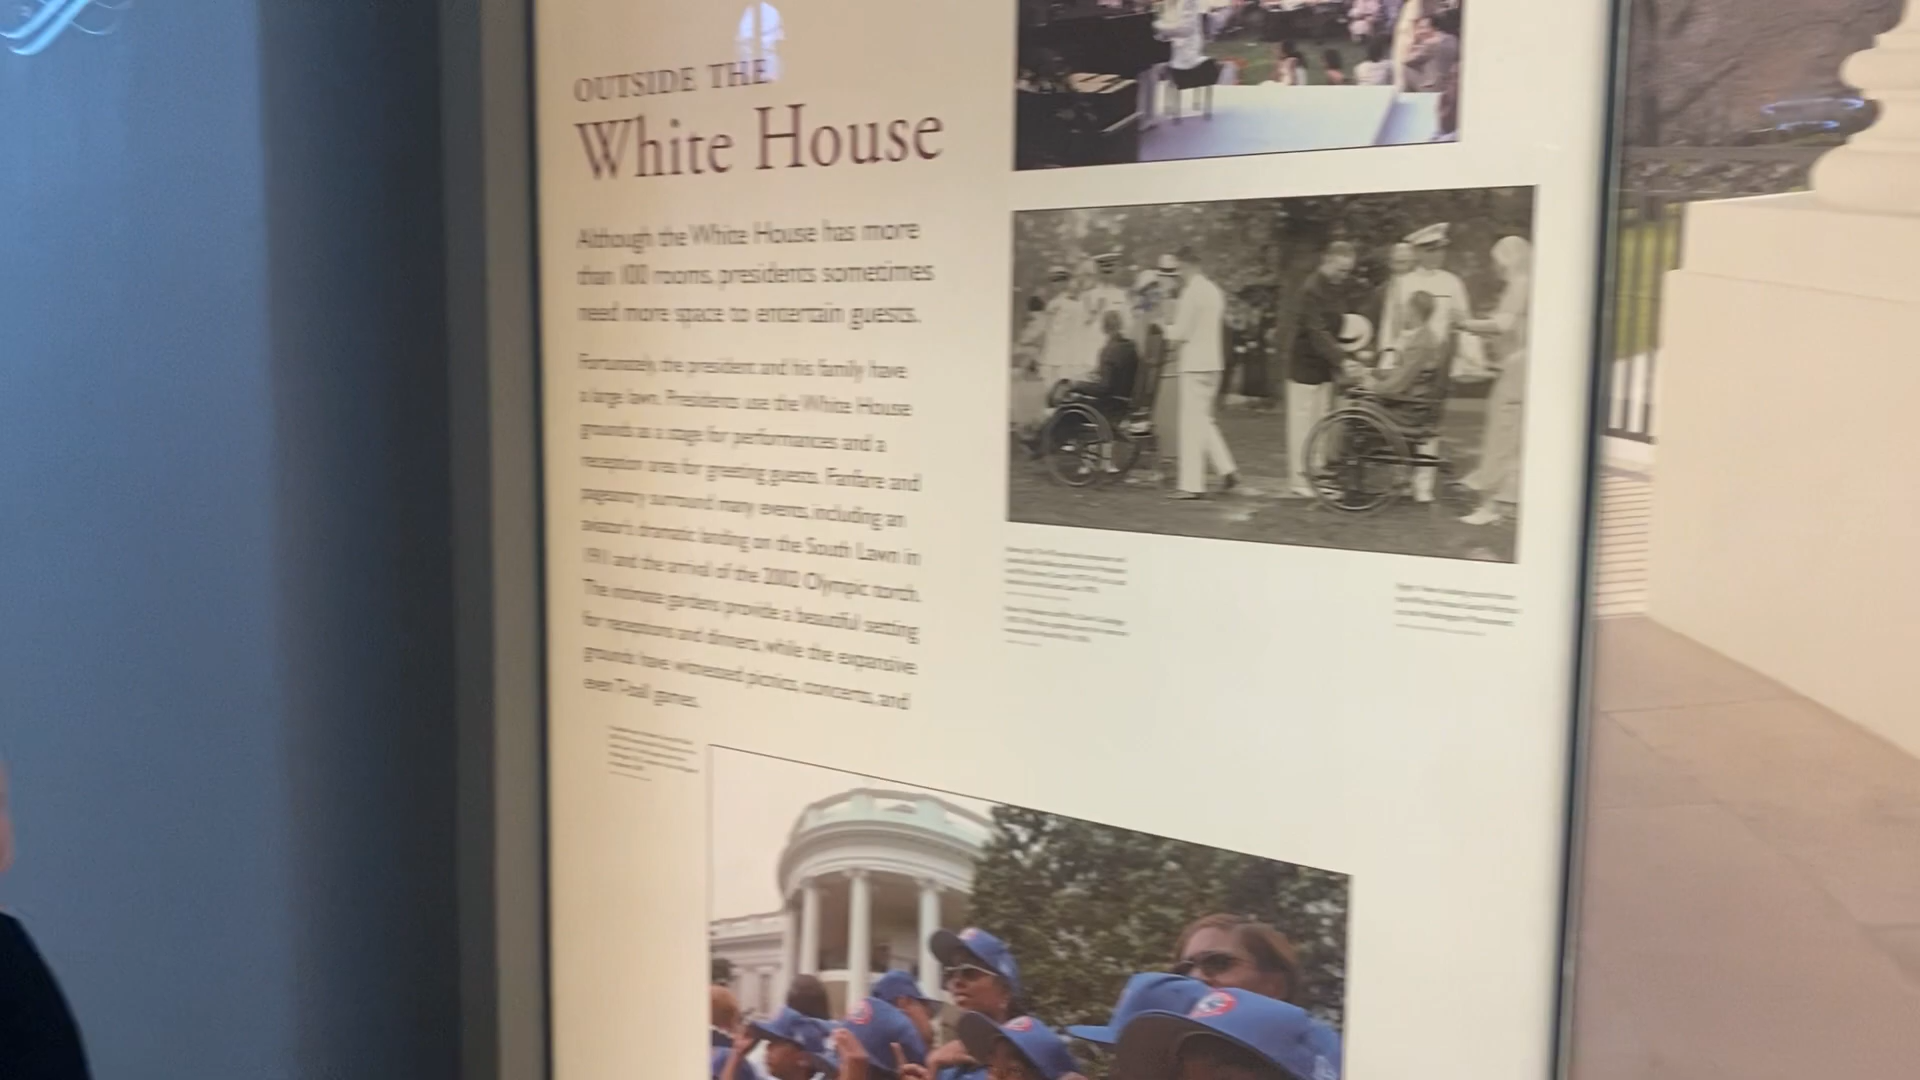 OUTSIDE THE
White House
Although the White House has more
than 100 rooms, presidents sometimes
need more space to entertain guests.
Fortunately, the president and his family have
a large lawn. Presidents use the White House
grounds as a stage for performances and a
reception area for greeting guests. Fanfare and
pageantry surround many events, including an
aviator's dramatic landing on the South Lawn in
1911 and the arrival of the 2002 Olympic torch.
The intimate gardens provide a beautiful setting
for receptions and dinners, while the expansive
grounds have witnessed picnics, concerts, and
even T-ball games.